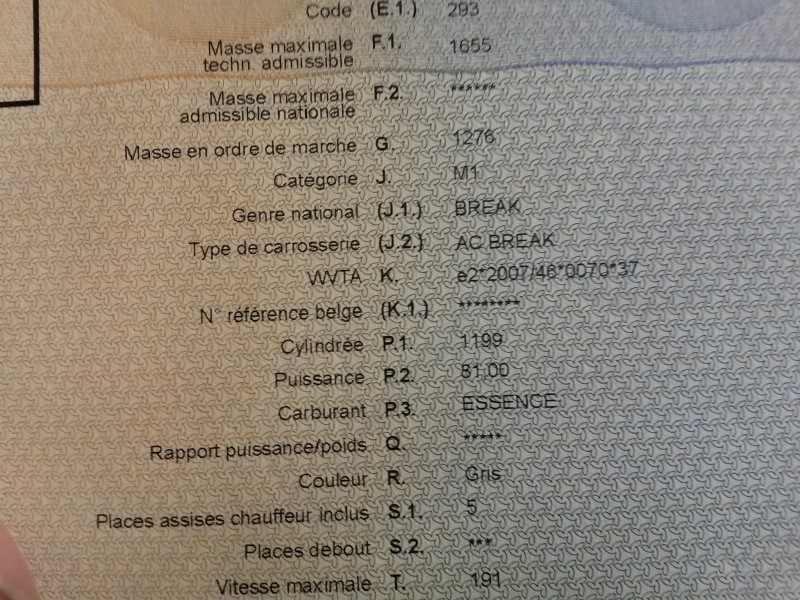 Code (E.1.) 293
Masse maximale F.1. 1655
techn. admissible
Masse maximale F.2. ******
admissible nationale
Masse en ordre de marche G. 1276
Catégorie J. M1
Genre national (J.1.) BREAK
Type de carrosserie (J.2.) AC BREAK
WVTA K. e2*2007/46*0070*37
N° référence belge (K.1.) ********
Cylindrée P.1. 1199
Puissance P.2. 81.00
Carburant P.3. ESSENCE
Rapport puissance/poids Q. *****
Couleur R. Gris
Places assises chauffeur inclus S.1. 5
Places debout S.2. ***
Vitesse maximale T. 191